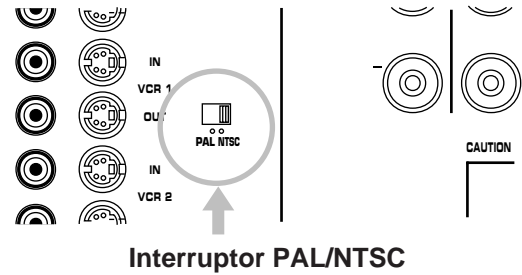 IN
VCR 1
OUT
PAL NTSC
IN
VCR 2
CAUTION
Interruptor PAL/NTSC